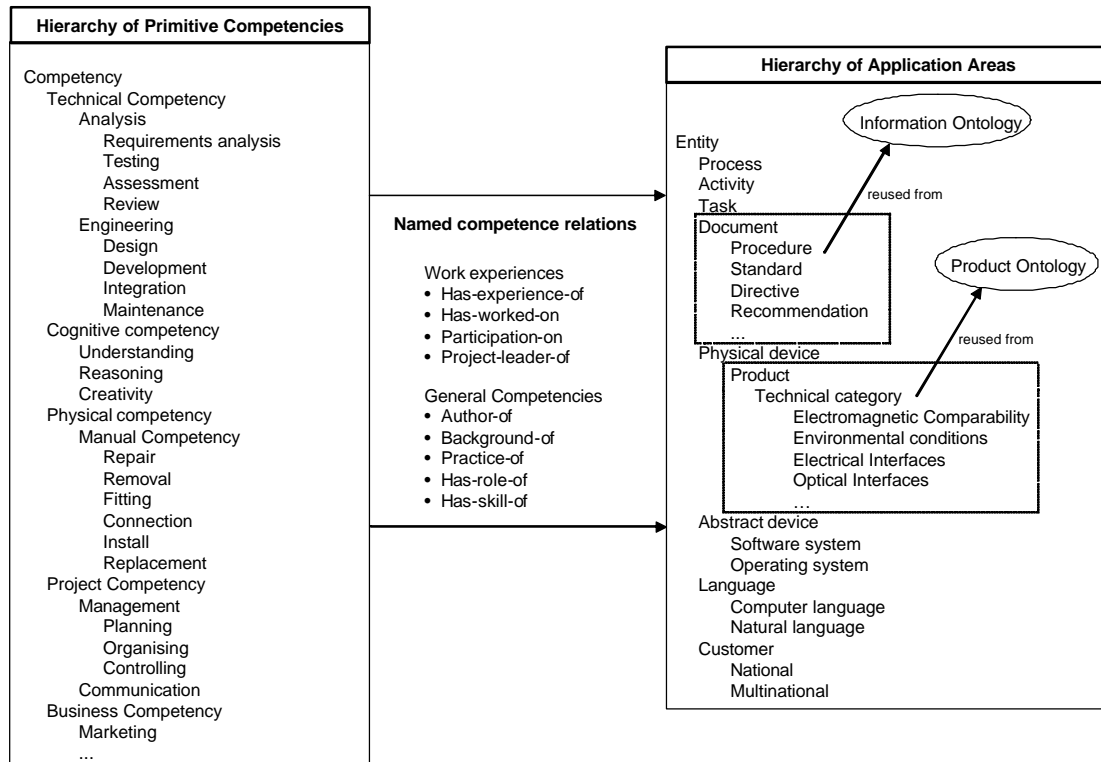 Hierarchy of Primitive Competencies
Competency
Technical Competency
Analysis
Requirements analysis
Testing
Assessment
Review
Engineering
Design
Development
Integration
Maintenance
Cognitive competency
Understanding
Reasoning
Creativity
Physical competency
Manual Competency
Repair
Removal
Fitting
Connection
Install
Replacement
Project Competency
Management
Planning
Organising
Controlling
Communication
Business Competency
Marketing
...
Named competence relations
Work experiences
• Has-experience-of
• Has-worked-on
• Participation-on
• Project-leader-of
General Competencies
• Author-of
• Background-of
• Practice-of
• Has-role-of
• Has-skill-of
Hierarchy of Application Areas
Information Ontology
reused from
Product Ontology
reused from
Entity
Process
Activity
Task
Document
Procedure
Standard
Directive
Recommendation
...
Physical device
Product
Technical category
Electromagnetic Comparability
Environmental conditions
Electrical Interfaces
Optical Interfaces
...
Abstract device
Software system
Operating system
Language
Computer language
Natural language
Customer
National
Multinational